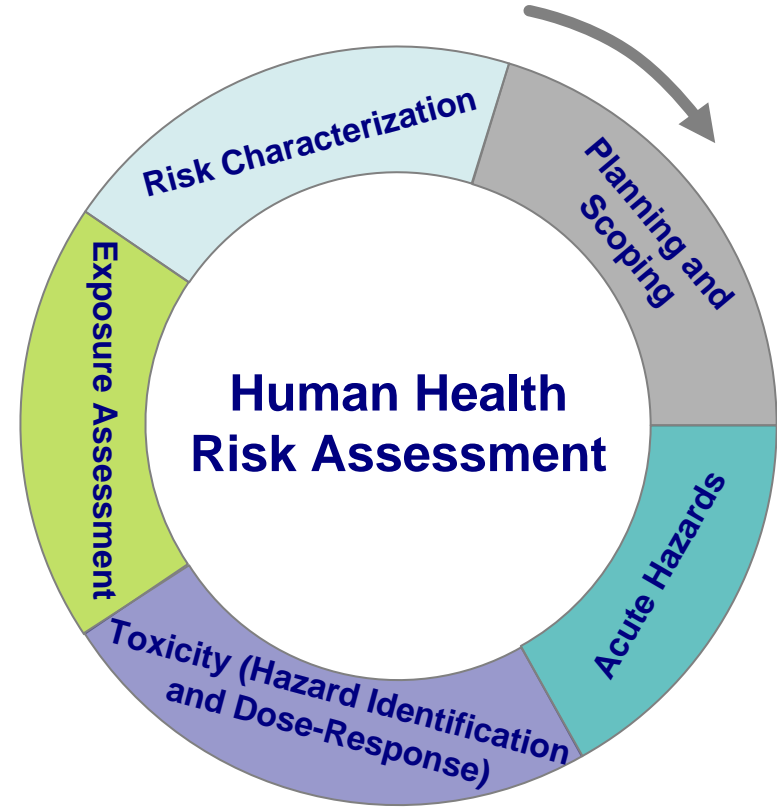 Risk Characterization
Planning and
Scoping
Exposure Assessment
Human Health
Risk Assessment
Acute Hazards
Toxicity (Hazard Identification
and Dose-Response)